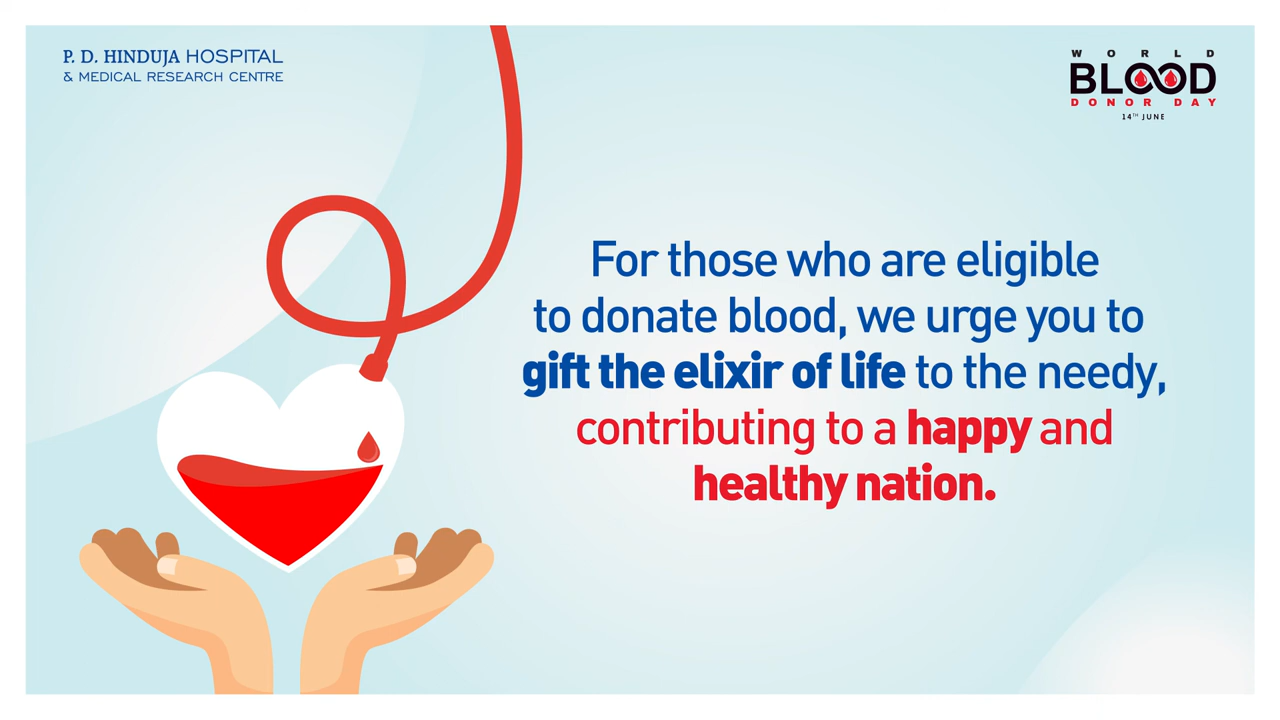 P. D. HINDUJA HOSPITAL
& MEDICAL RESEARCH CENTRE
WORLD
BLOOD
DONOR DAY
14TH JUNE
For those who are eligible
to donate blood, we urge you to
gift the elixir of life to the needy,
contributing to a happy and
healthy nation.